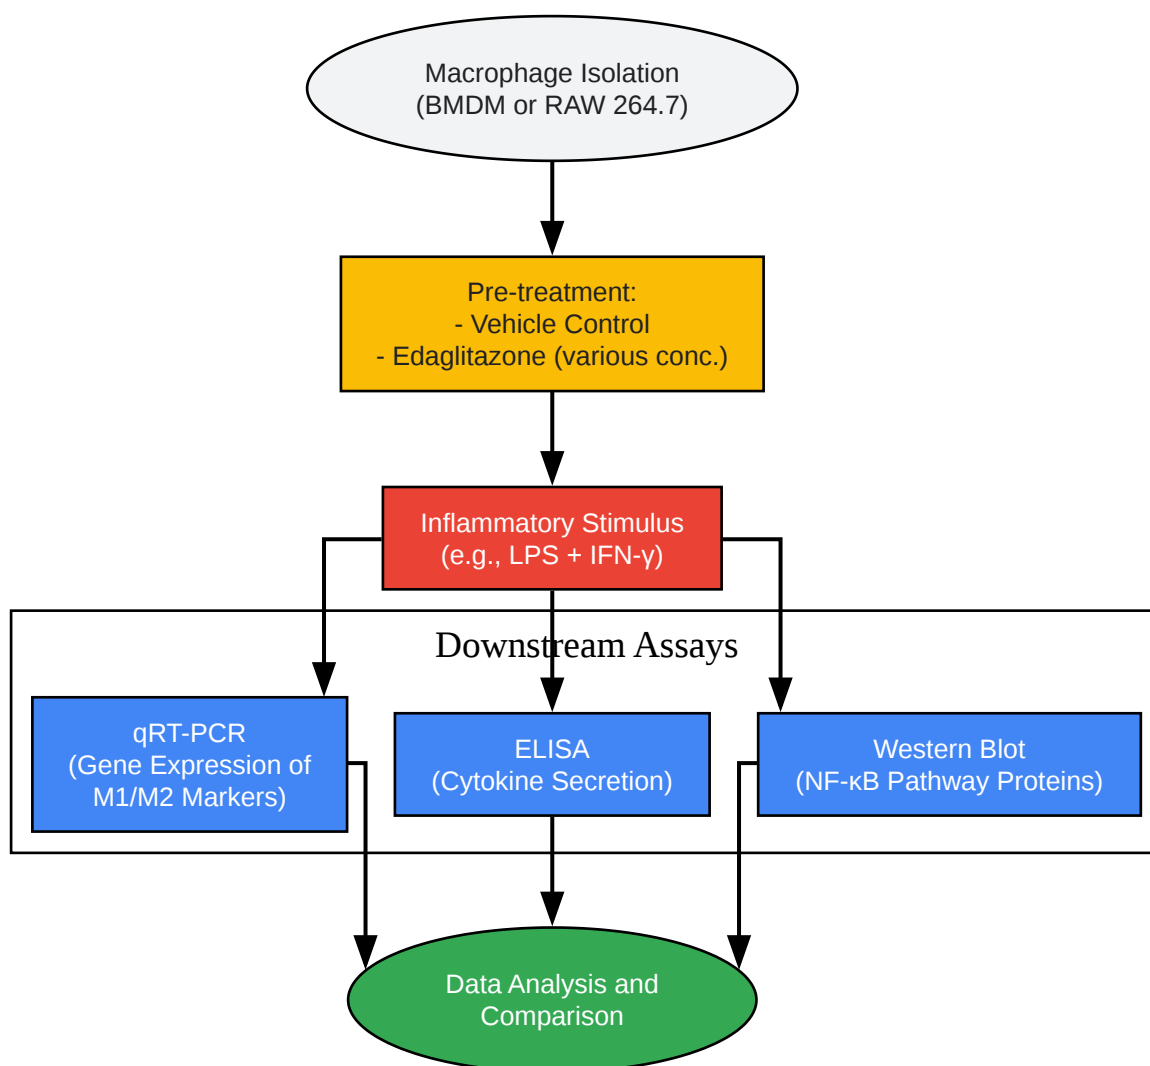 Macrophage Isolation
(BMDM or RAW 264.7)
Pre-treatment:
- Vehicle Control
- Edaglitazone (various conc.)
Inflammatory Stimulus
(e.g., LPS + IFN-γ)
Downstream Assays
qRT-PCR
(Gene Expression of
M1/M2 Markers)
ELISA
(Cytokine Secretion)
Western Blot
(NF-κB Pathway Proteins)
Data Analysis and
Comparison